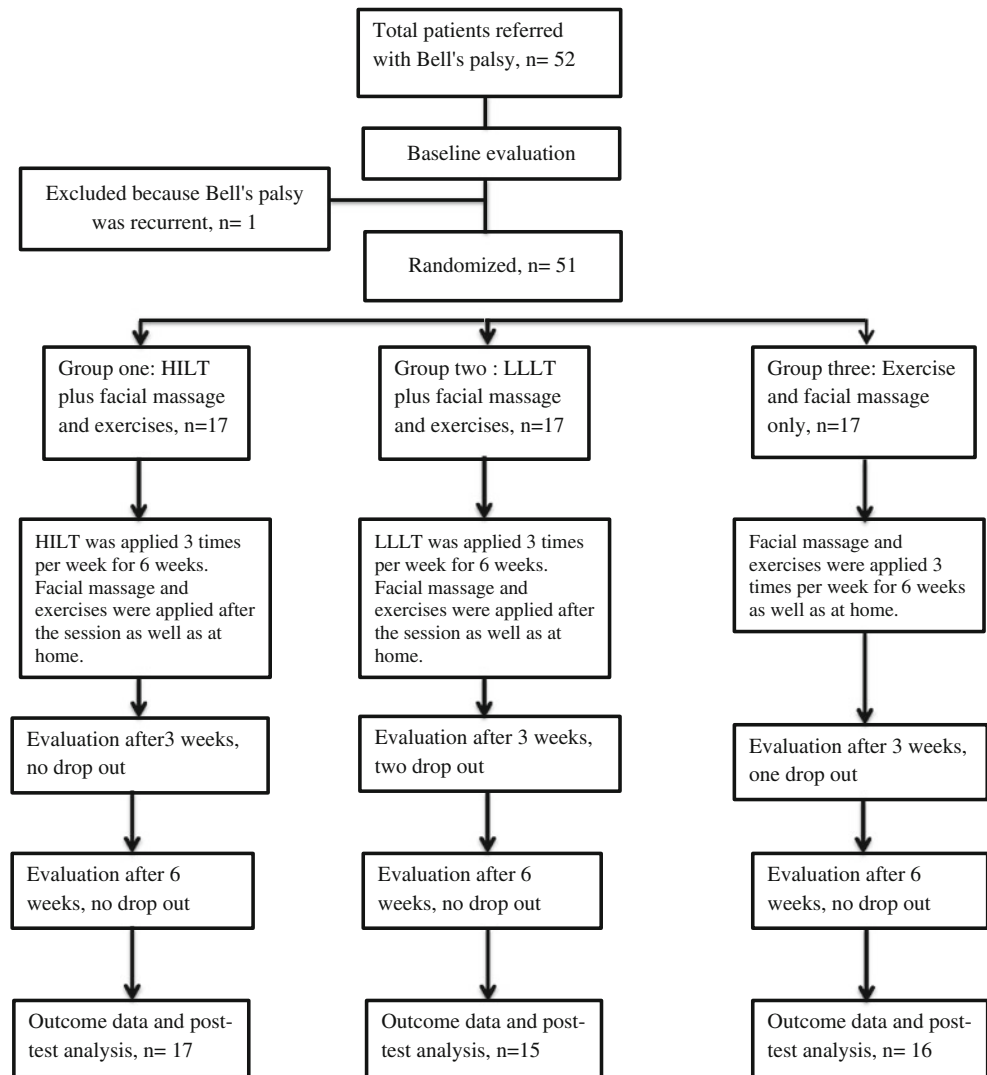 Total patients referred
with Bell's palsy, n= 52
Baseline evaluation
Excluded because Bell's palsy
was recurrent, n= 1
Randomized, n= 51
Group one: HILT
plus facial massage
and exercises, n=17
Group two : LLLT
plus facial massage
and exercises, n=17
Group three: Exercise
and facial massage
only, n=17
HILT was applied 3 times
per week for 6 weeks.
Facial massage and
exercises were applied after
the session as well as at
home.
LLLT was applied 3 times
per week for 6 weeks.
Facial massage and
exercises were applied after
the session as well as at
home.
Facial massage and
exercises were applied 3
times per week for 6 weeks
as well as at home.
Evaluation after3 weeks,
no drop out
Evaluation after 3 weeks,
two drop out
Evaluation after 3 weeks,
one drop out
Evaluation after 6
weeks, no drop out
Evaluation after 6
weeks, no drop out
Evaluation after 6
weeks, no drop out
Outcome data and post-
test analysis, n= 17
Outcome data and post-
test analysis, n=15
Outcome data and post-
test analysis, n= 16